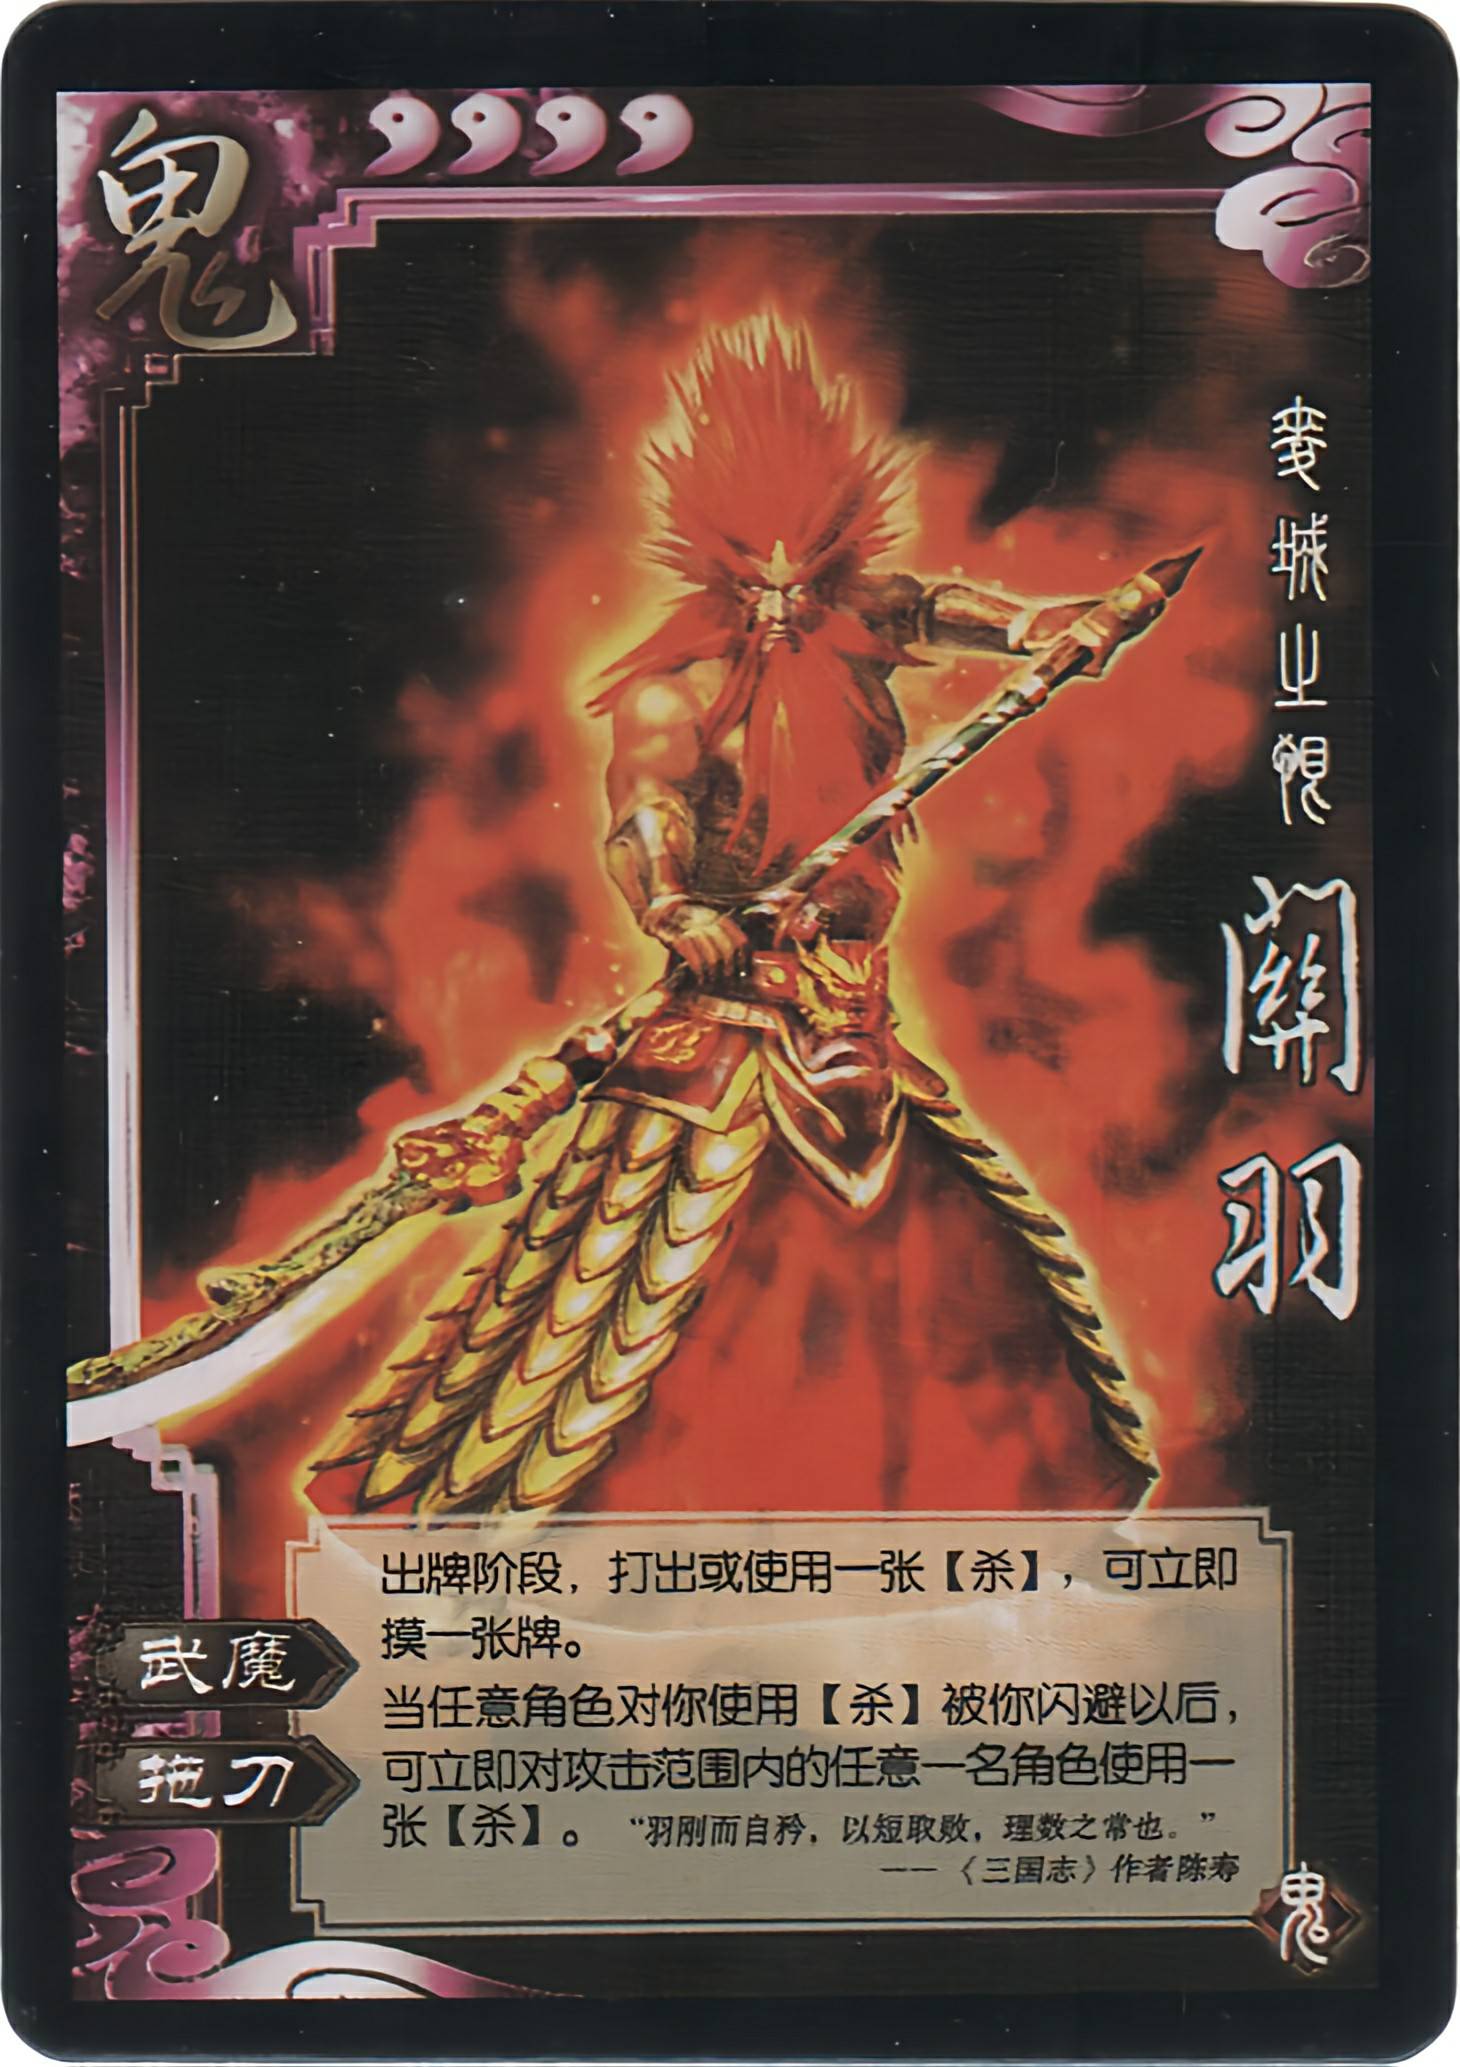 鬼
麦城之鬼
關羽
出牌阶段，打出或使用一张【杀】，可立即
摸一张牌。
武魔
当任意角色对你使用【杀】被你闪避以后，
可立即对攻击范围内的任意一名角色使用一
张【杀】。
拖刀
“羽刚而自矜，以短取败，理数之常也。”
——《三国志》作者陈寿
鬼